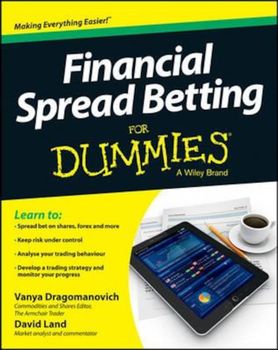 Making Everything Easier!™
Financial
Spread Betting
FOR
DUMMIES®
A Wiley Brand
Learn to:
• Spread bet on shares, forex and more
• Keep risk under control
• Analyse your trading behaviour
• Develop a trading strategy and monitor your progress
Vanya Dragomanovich
Commodities and Shares Editor,
The Armchair Trader
David Land
Market analyst and commentator